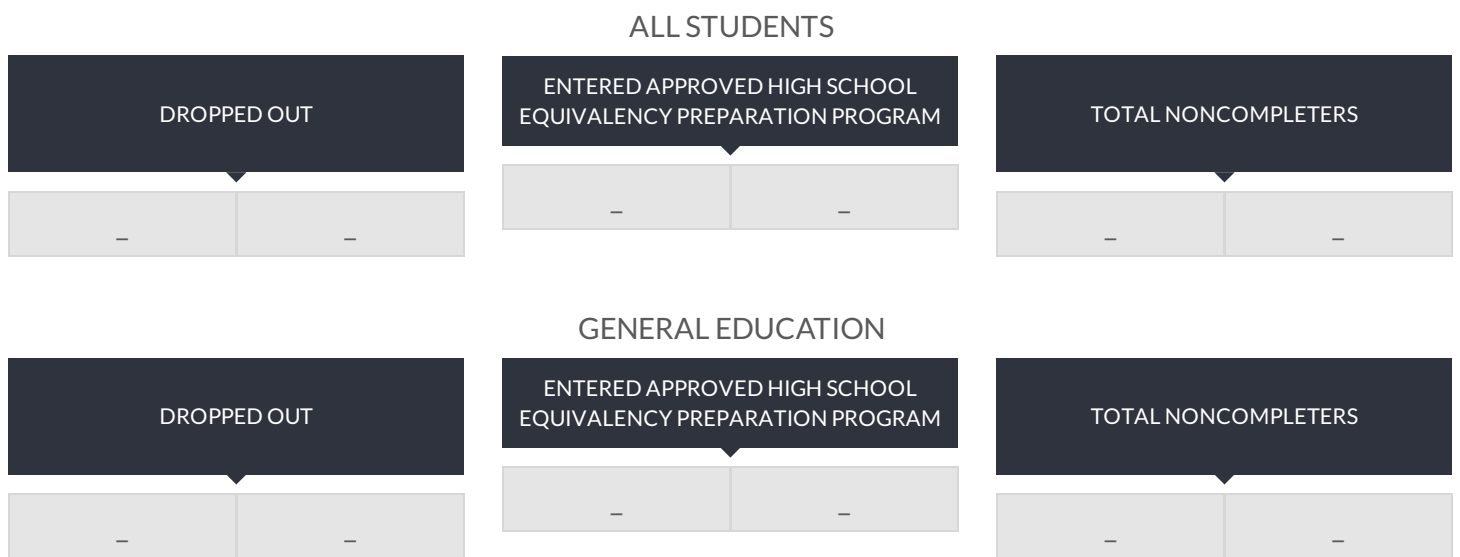 ALL STUDENTS
DROPPED OUT
ENTERED APPROVED HIGH SCHOOL
EQUIVALENCY PREPARATION PROGRAM
TOTAL NONCOMPLETERS
– –
– –
– –
GENERAL EDUCATION
DROPPED OUT
ENTERED APPROVED HIGH SCHOOL
EQUIVALENCY PREPARATION PROGRAM
TOTAL NONCOMPLETERS
– –
– –
– –